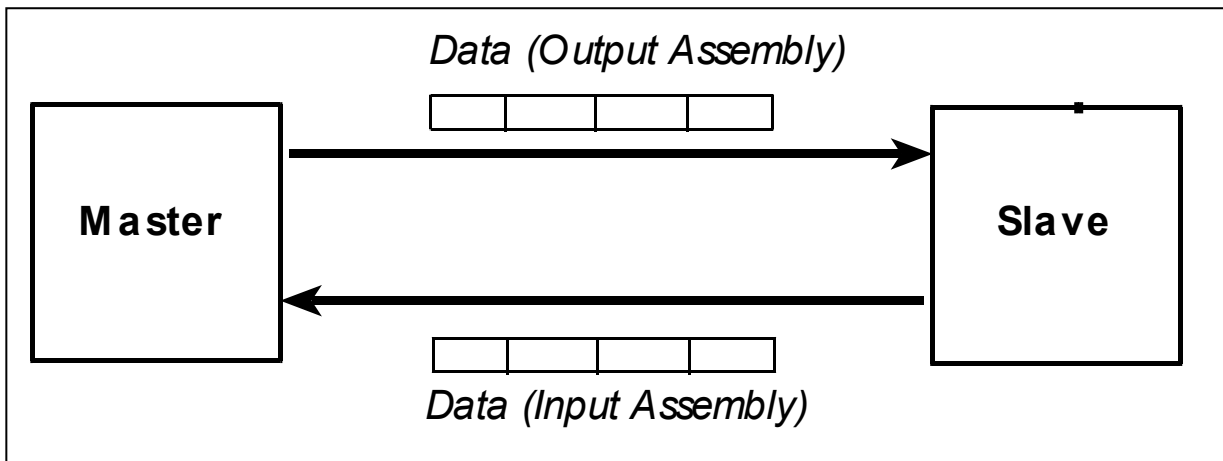 Data (Output Assembly)
Master
Slave
Data (Input Assembly)